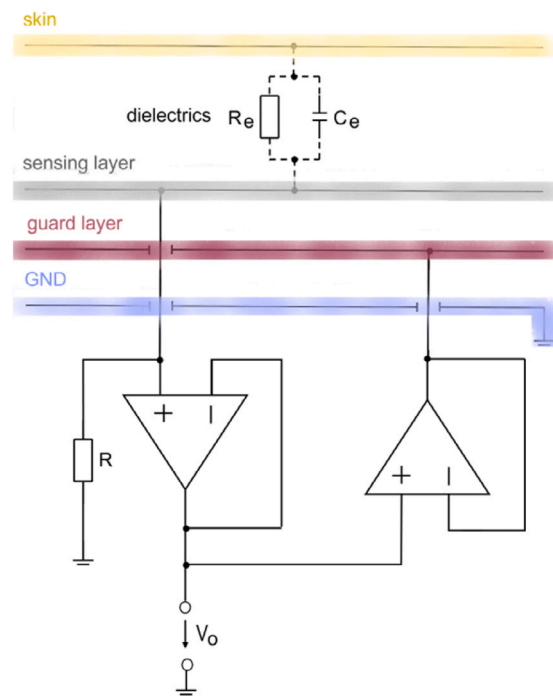 skin
dielectrics Re Ce
sensing layer
guard layer
GND
+ −
R
+ −
Vo